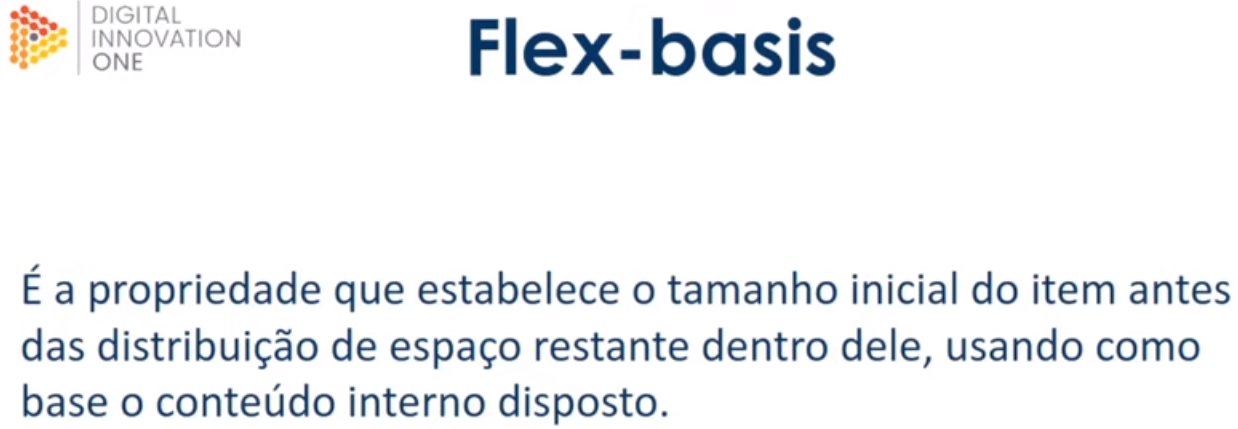 DIGITAL
INNOVATION
ONE
Flex-basis
É a propriedade que estabelece o tamanho inicial do item antes
das distribuição de espaço restante dentro dele, usando como
base o conteúdo interno disposto.